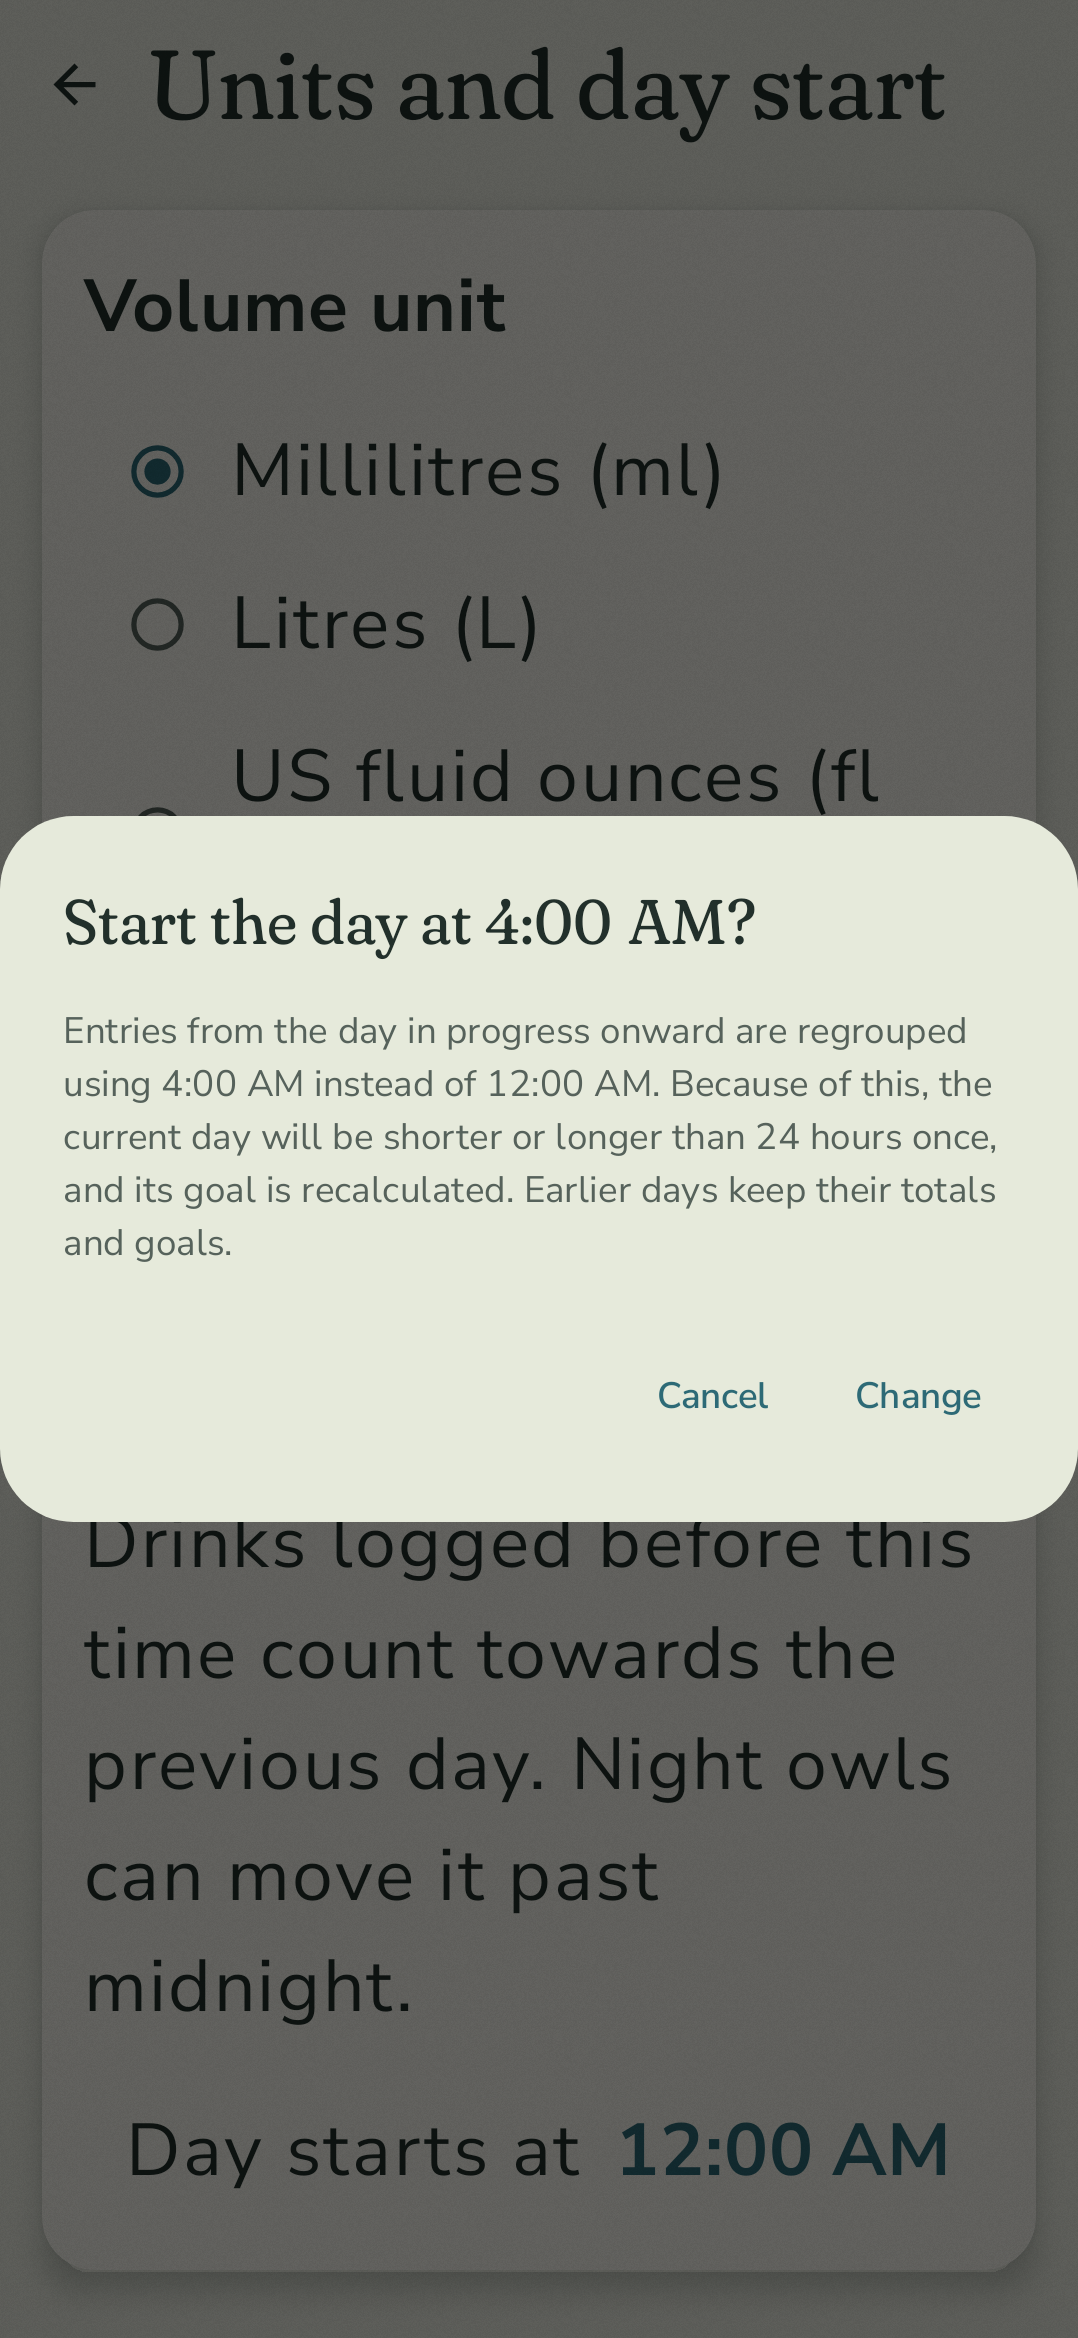 Units and day start
Volume unit
Millilitres (ml)
Litres (L)
US fluid ounces (fl
Start the day at 4:00 AM?
Entries from the day in progress onward are regrouped
using 4:00 AM instead of 12:00 AM. Because of this, the
current day will be shorter or longer than 24 hours once,
and its goal is recalculated. Earlier days keep their totals
and goals.
Cancel Change
Drinks logged before this
time count towards the
previous day. Night owls
can move it past
midnight.
Day starts at 12:00 AM